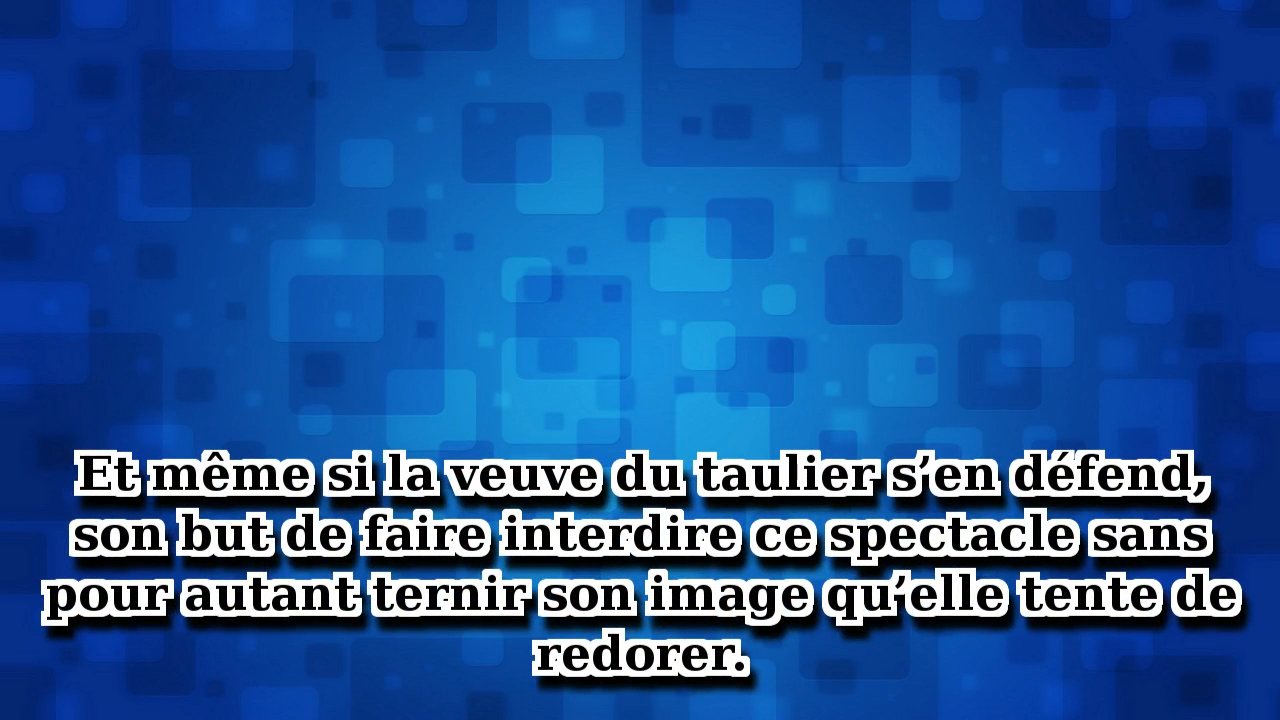 Et même si la veuve du taulier s’en défend,
son but de faire interdire ce spectacle sans
pour autant ternir son image qu’elle tente de
redorer.